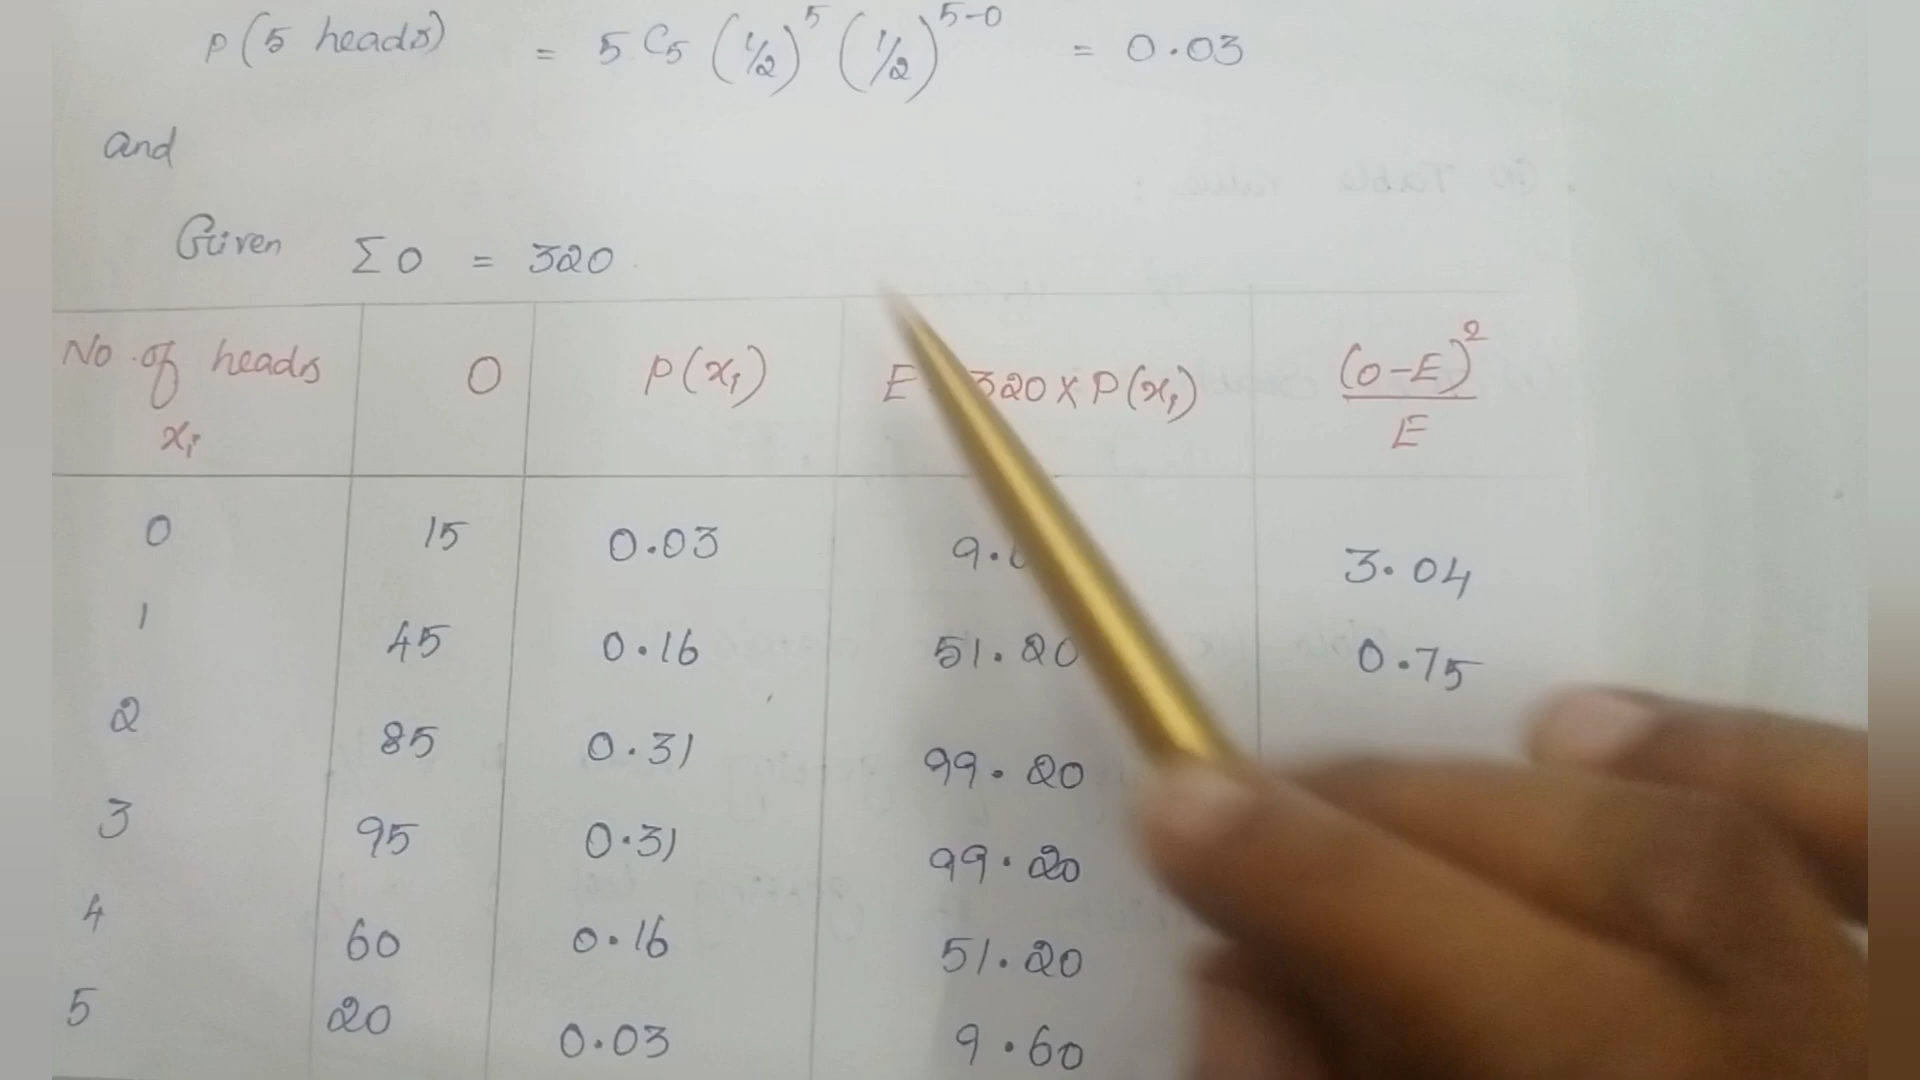 P(5 heads) = 5C5 (1/2)^5 (1/2)^5-0 = 0.03
and
Given Σ0 = 320
No. of heads xi O P(xi) E 320 X P(xi) (O-E)^2 / E
0 15 0.03 9. 3.04
1 45 0.16 51.20 0.75
2 85 0.31 99.20
3 95 0.31 99.20
4 60 0.16 51.20
5 20 0.03 9.60